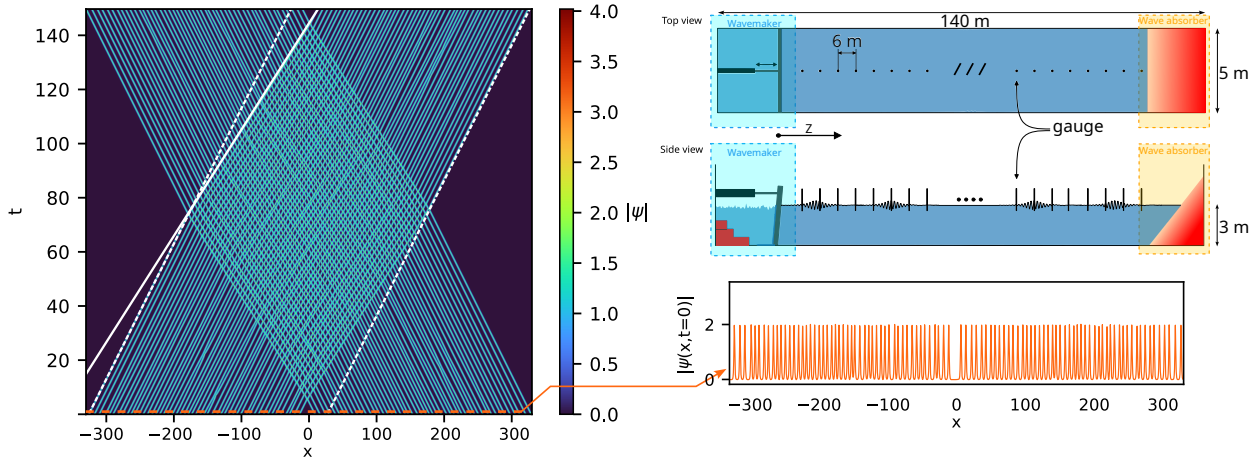 140
120
100
80
60
40
20
t
−300
−200
−100
0
100
200
300
x
4.0
3.5
3.0
2.5
2.0
1.5
1.0
0.5
0.0
|ψ|
Top view
Wavemaker
140 m
Wave absorber
6 m
5 m
z
gauge
Side view
Wavemaker
Wave absorber
3 m
|ψ(x,t=0)|
2
0
−300
−200
−100
0
100
200
300
x